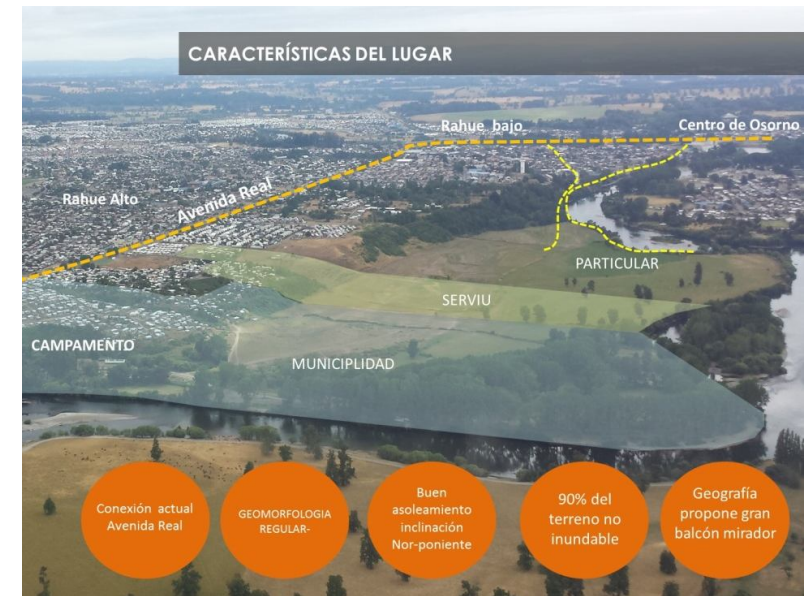 CARACTERÍSTICAS DEL LUGAR
Rahue bajo
Centro de Osorno
Rahue Alto
Avenida Real
PARTICULAR
SERVIU
CAMPAMENTO
MUNICIPLIDAD
Conexión actual
Avenida Real
GEOMORFOLOGIA
REGULAR-
Buen
asoleamiento
inclinación
Nor-poniente
90% del
terreno no
inundable
Geografía
propone gran
balcón mirador